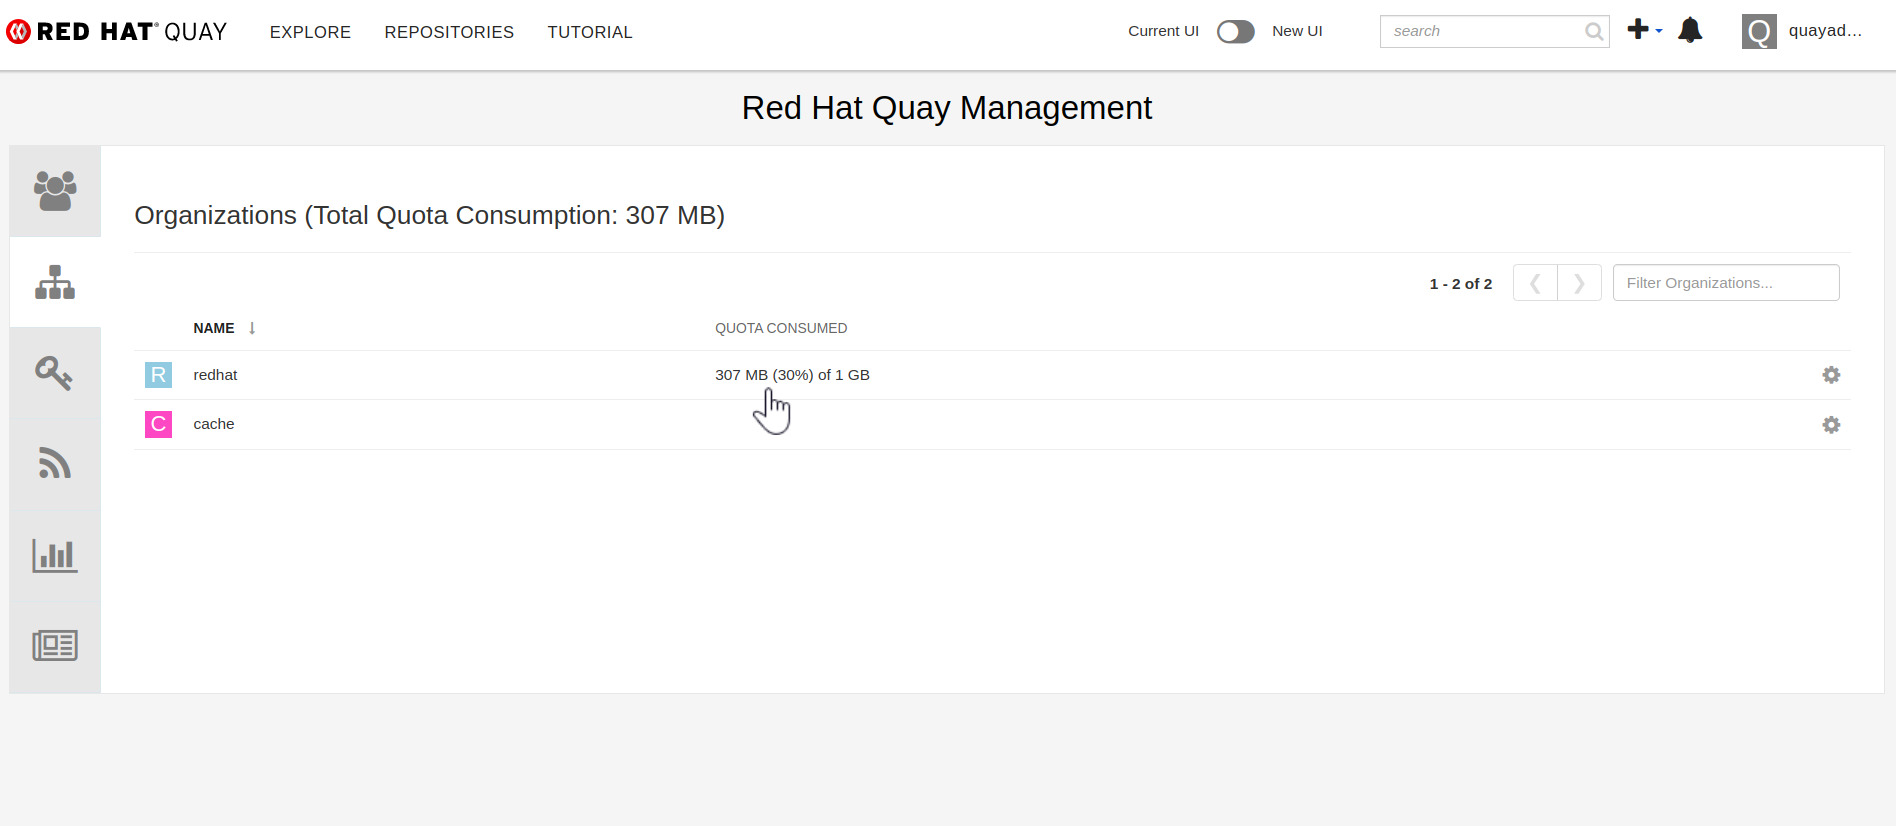 RED HAT® QUAY EXPLORE REPOSITORIES TUTORIAL Current UI New UI search Q quayad...
Red Hat Quay Management
Organizations (Total Quota Consumption: 307 MB)
1 - 2 of 2 Filter Organizations...
NAME QUOTA CONSUMED
R redhat 307 MB (30%) of 1 GB
C cache